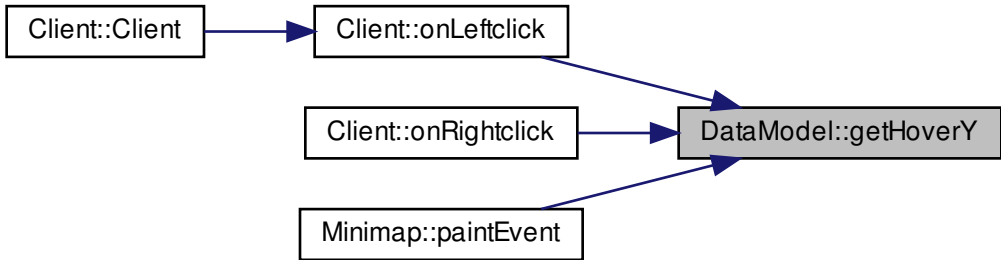 Client::Client
Client::onLeftclick
Client::onRightclick
DataModel::getHoverY
Minimap::paintEvent